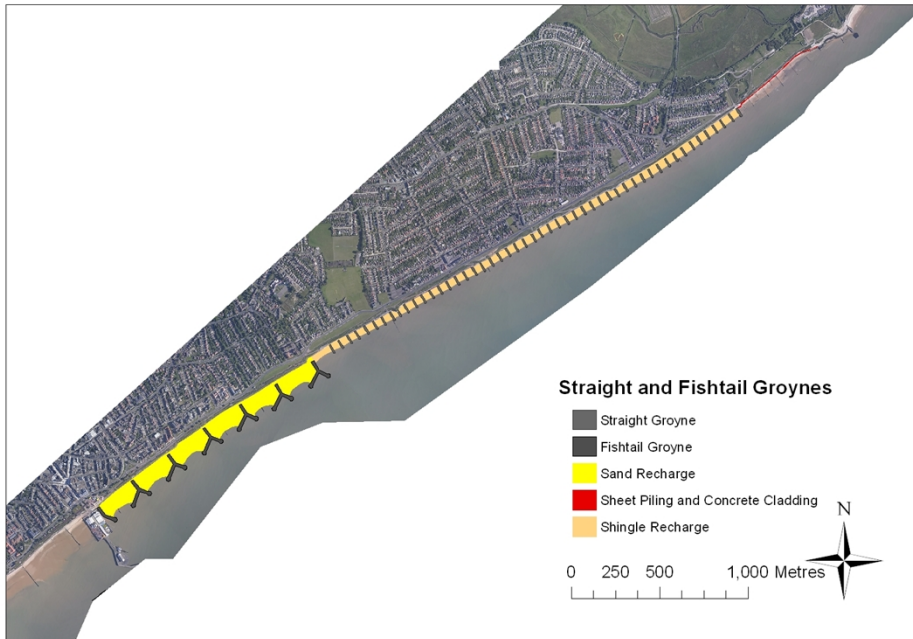 Straight and Fishtail Groynes
Straight Groyne
Fishtail Groyne
Sand Recharge
Sheet Piling and Concrete Cladding
Shingle Recharge
N
0 250 500 1,000 Metres